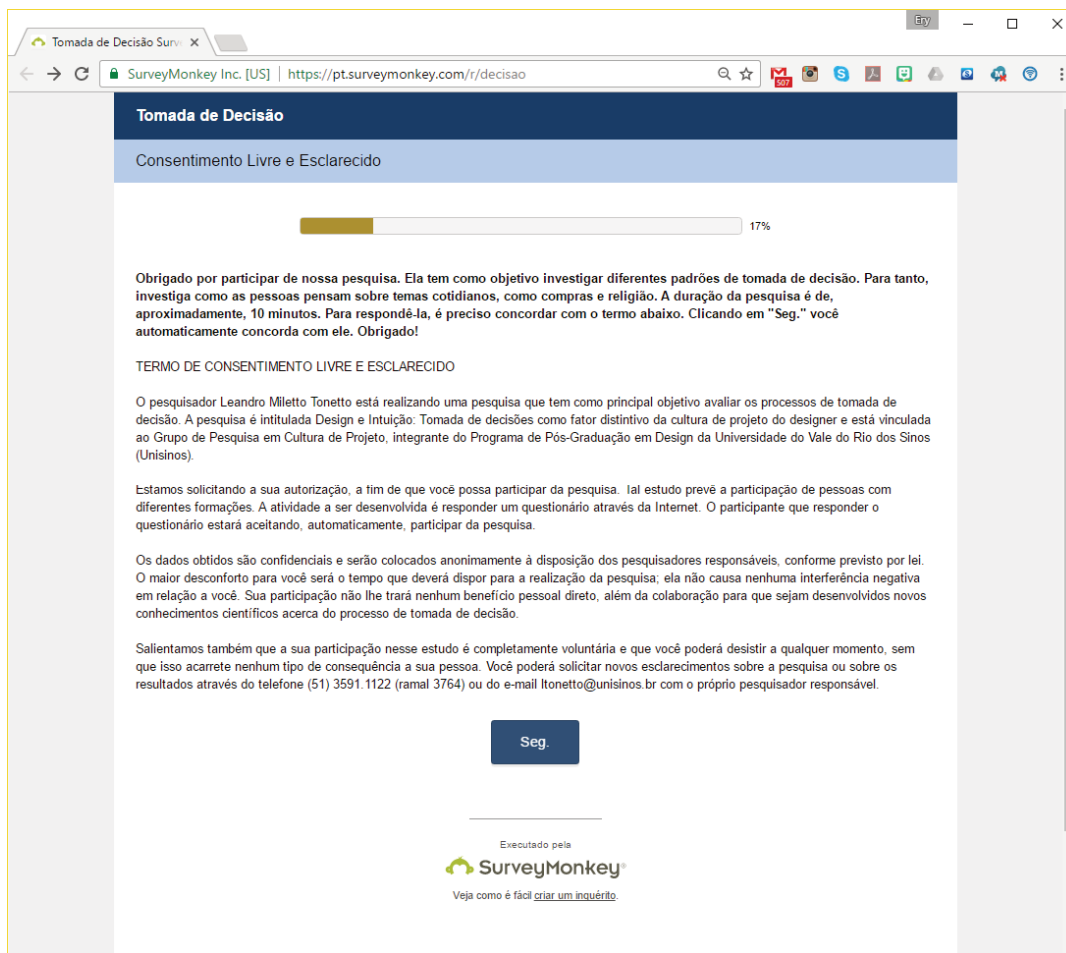 Ery
Tomada de Decisão Surv
SurveyMonkey Inc. [US] | https://pt.surveymonkey.com/r/decisao
507
Tomada de Decisão
Consentimento Livre e Esclarecido
17%
Obrigado por participar de nossa pesquisa. Ela tem como objetivo investigar diferentes padrões de tomada de decisão. Para tanto,
investiga como as pessoas pensam sobre temas cotidianos, como compras e religião. A duração da pesquisa é de,
aproximadamente, 10 minutos. Para respondê-la, é preciso concordar com o termo abaixo. Clicando em "Seg." você
automaticamente concorda com ele. Obrigado!
TERMO DE CONSENTIMENTO LIVRE E ESCLARECIDO
O pesquisador Leandro Miletto Tonetto está realizando uma pesquisa que tem como principal objetivo avaliar os processos de tomada de
decisão. A pesquisa é intitulada Design e Intuição: Tomada de decisões como fator distintivo da cultura de projeto do designer e está vinculada
ao Grupo de Pesquisa em Cultura de Projeto, integrante do Programa de Pós-Graduação em Design da Universidade do Vale do Rio dos Sinos
(Unisinos).
Estamos solicitando a sua autorização, a fim de que você possa participar da pesquisa. Tal estudo prevê a participação de pessoas com
diferentes formações. A atividade a ser desenvolvida é responder um questionário através da Internet. O participante que responder o
questionário estará aceitando, automaticamente, participar da pesquisa.
Os dados obtidos são confidenciais e serão colocados anonimamente à disposição dos pesquisadores responsáveis, conforme previsto por lei.
O maior desconforto para você será o tempo que deverá dispor para a realização da pesquisa; ela não causa nenhuma interferência negativa
em relação a você. Sua participação não lhe trará nenhum benefício pessoal direto, além da colaboração para que sejam desenvolvidos novos
conhecimentos científicos acerca do processo de tomada de decisão.
Salientamos também que a sua participação nesse estudo é completamente voluntária e que você poderá desistir a qualquer momento, sem
que isso acarrete nenhum tipo de consequência a sua pessoa. Você poderá solicitar novos esclarecimentos sobre a pesquisa ou sobre os
resultados através do telefone (51) 3591.1122 (ramal 3764) ou do e-mail ltonetto@unisinos.br com o próprio pesquisador responsável.
Seg.
Executado pela
SurveyMonkey®
Veja como é fácil criar um inquérito.